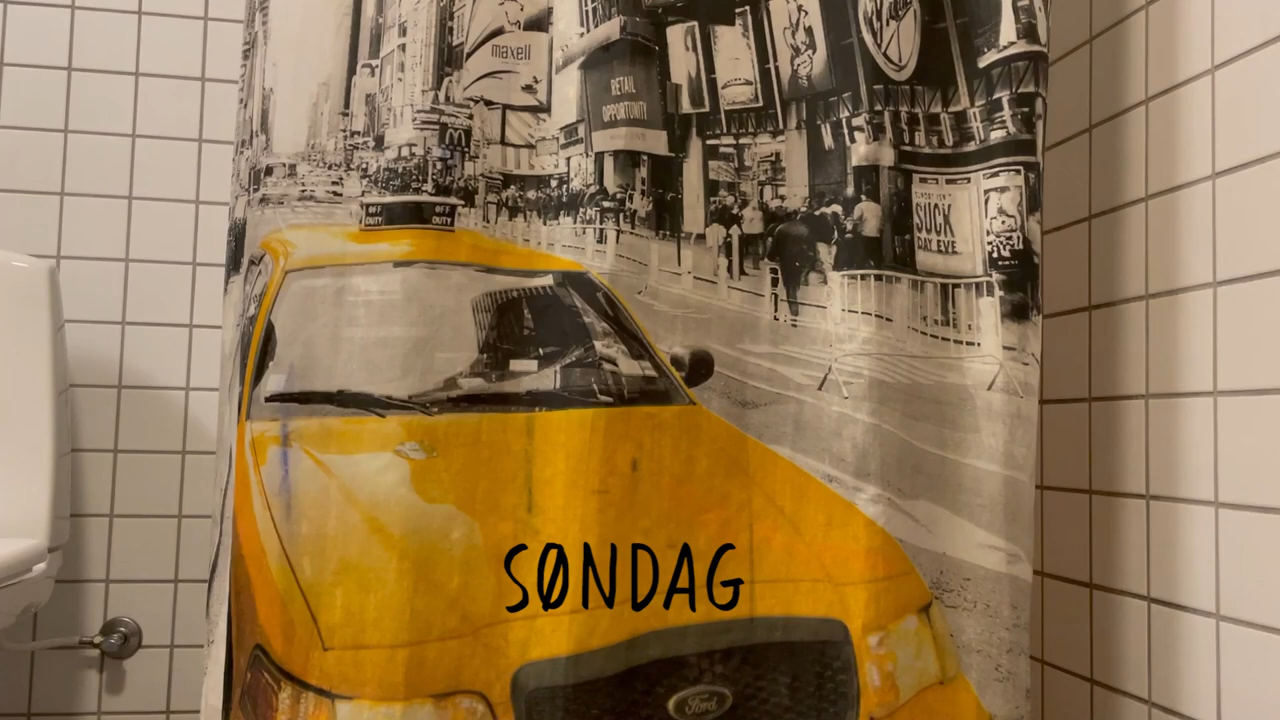 maxell
RETAIL
OPPORTUNITY
OFF
DUTY
OFF
DUTY
SUCK
DAY EVE
SØNDAG
Ford